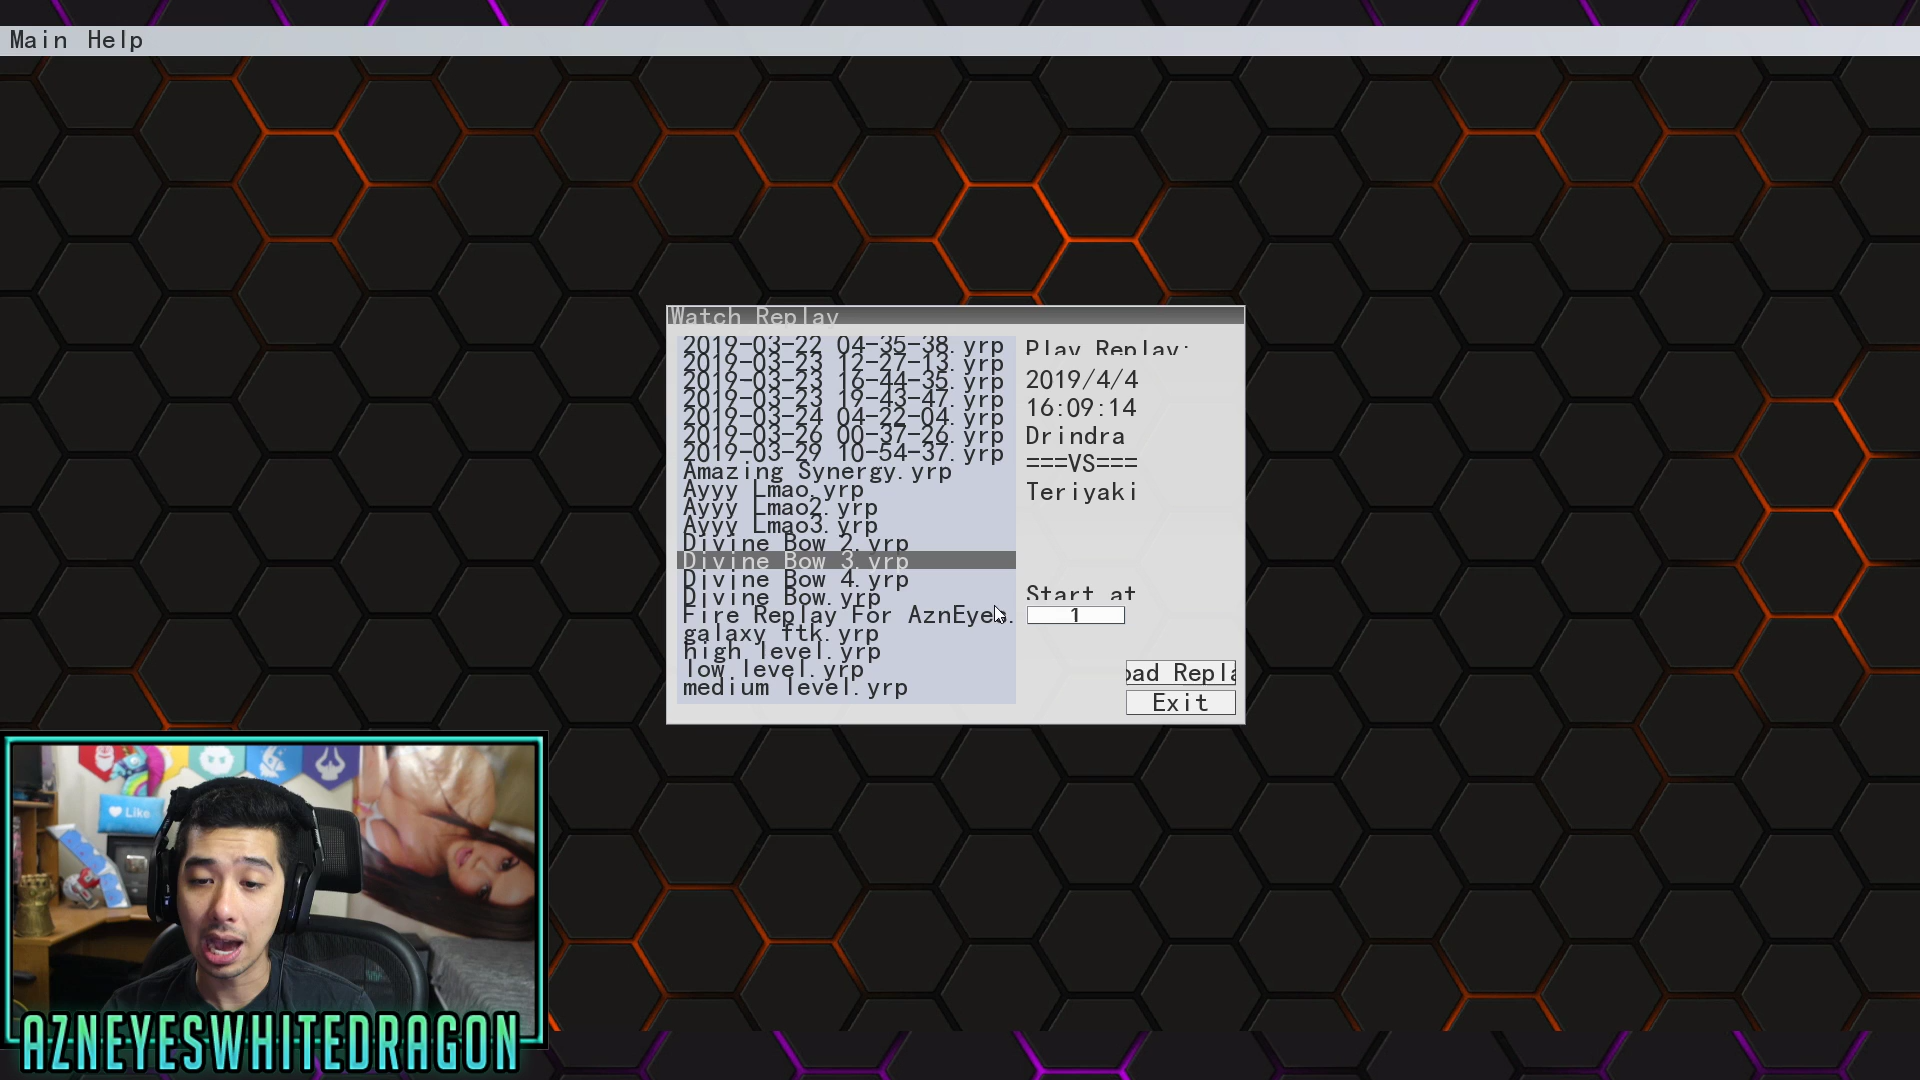 Main Help
Watch Replay
2019-03-22 04-35-38.yrp
2019-03-23 12-27-13.yrp
2019-03-23 16-44-35.yrp
2019-03-23 19-43-47.yrp
2019-03-24 04-22-04.yrp
2019-03-26 00-37-26.yrp
2019-03-29 10-54-37.yrp
Amazing Synergy.yrp
Ayyy Lmao.yrp
Ayyy Lmao2.yrp
Ayyy Lmao3.yrp
Divine Bow 2.yrp
Divine Bow 3.yrp
Divine Bow 4.yrp
Divine Bow.yrp
Fire Replay For AznEyes.
galaxy ftk.yrp
high level.yrp
low level.yrp
medium level.yrp
Play Replay:
2019/4/4
16:09:14
Drindra
===VS===
Teriyaki
Start at
1
oad Repla
Exit
Like
AZNEYESWHITEDRAGON